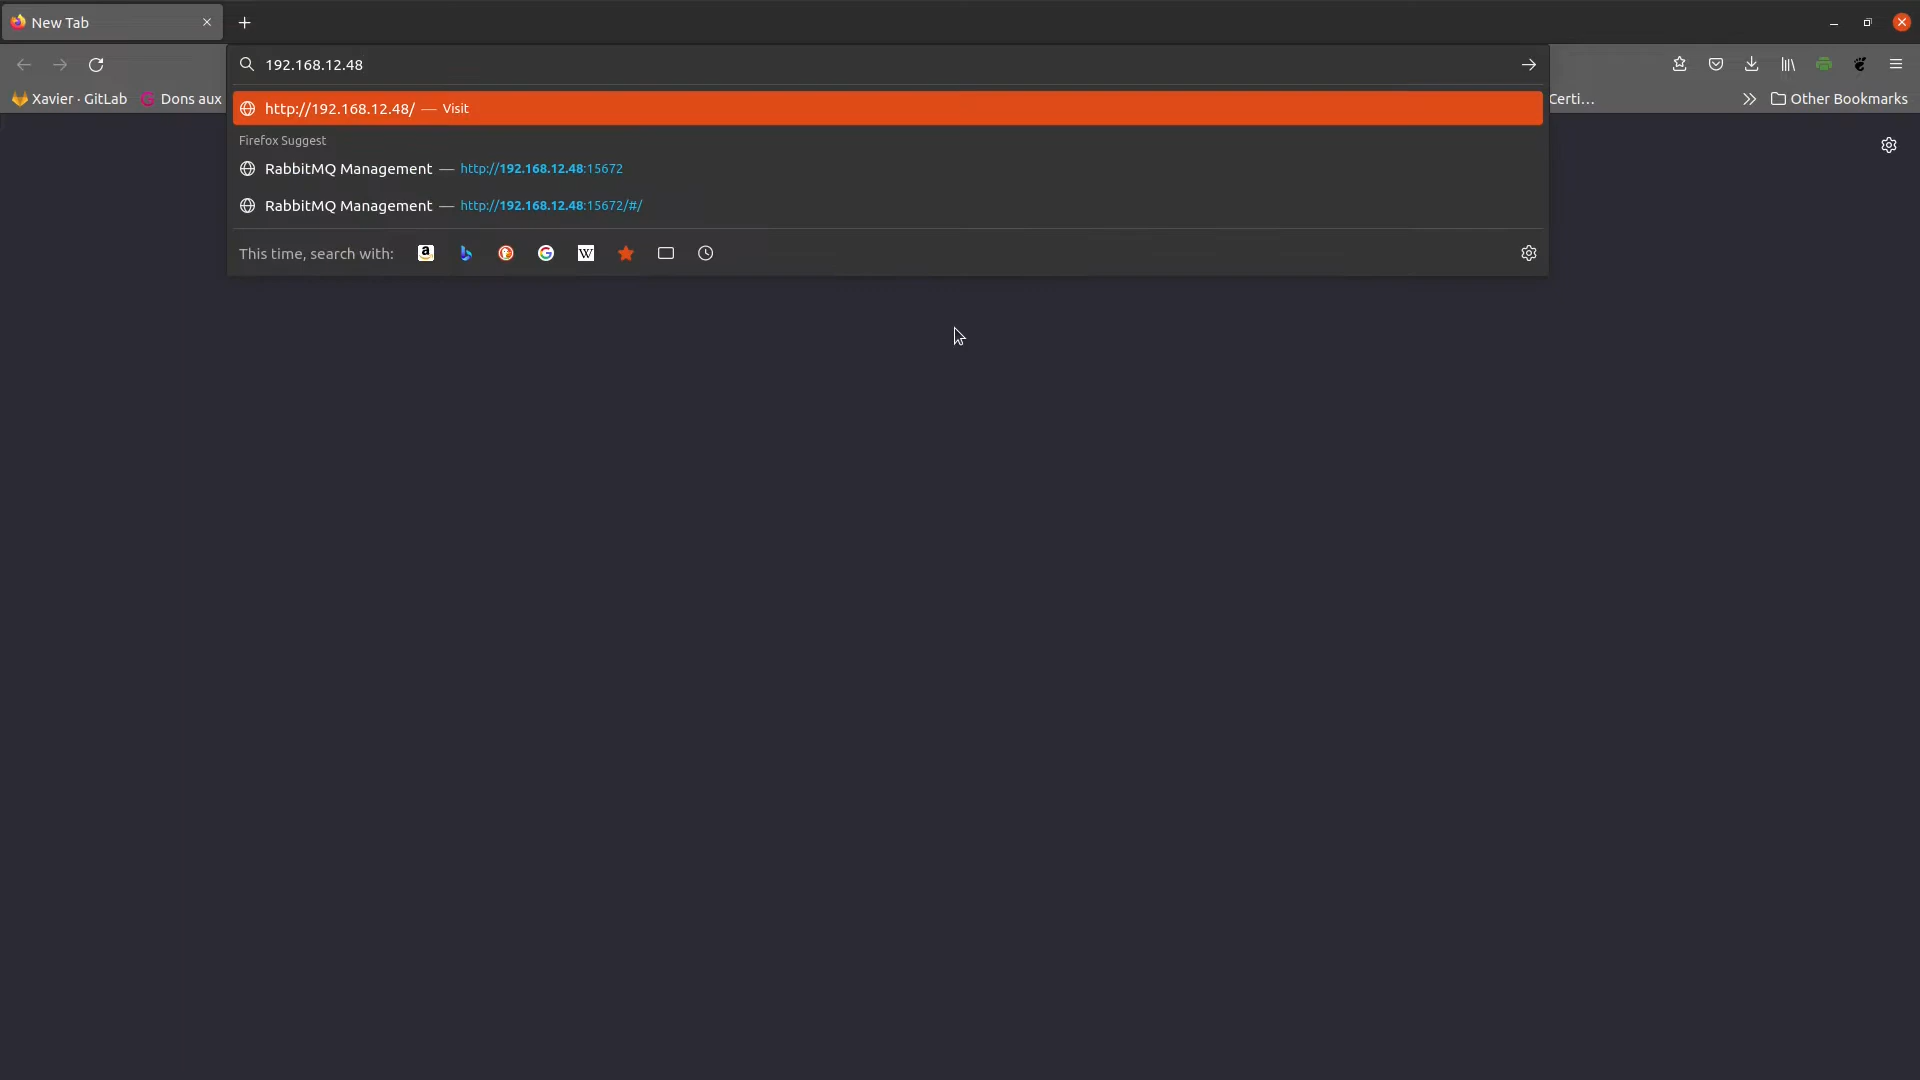 New Tab
192.168.12.48
Xavier · GitLab Dons aux
Certi… Other Bookmarks
http://192.168.12.48/ — Visit
Firefox Suggest
RabbitMQ Management — http://192.168.12.48:15672
RabbitMQ Management — http://192.168.12.48:15672/#/
This time, search with: